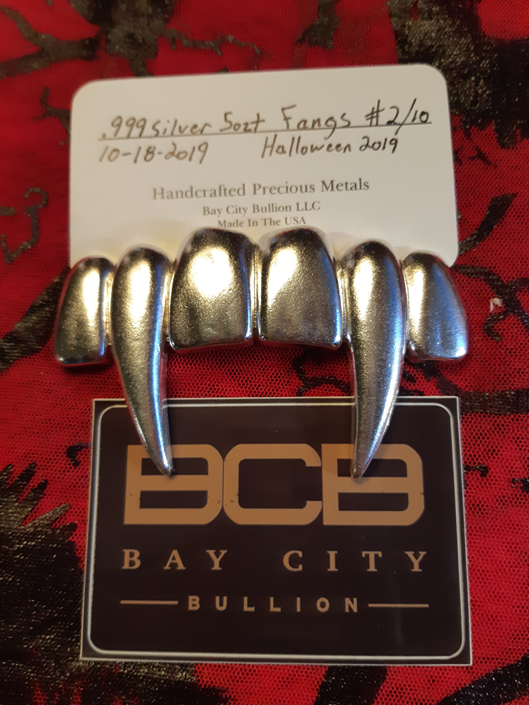 .999 silver 5ozt Fangs #2/10
10-18-2019 Halloween 2019
Handcrafted Precious Metals
Bay City Bullion LLC
Made In The USA
BCB
BAY CITY
BULLION